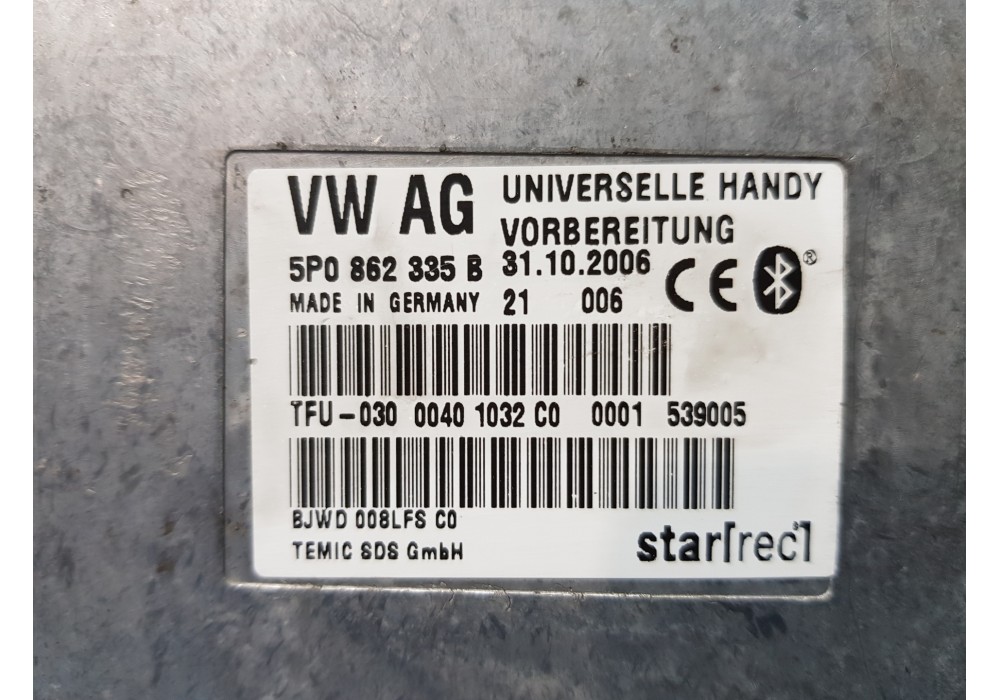 VW AG
UNIVERSELLE HANDY
VORBEREITUNG
5P0 862 335 B 31.10.2006
CE ®
MADE IN GERMANY 21 006
TFU-030 0040 1032 C0 0001 539005
BJWD 008LFS C0
TEMIC SDS GmbH
star[rec]